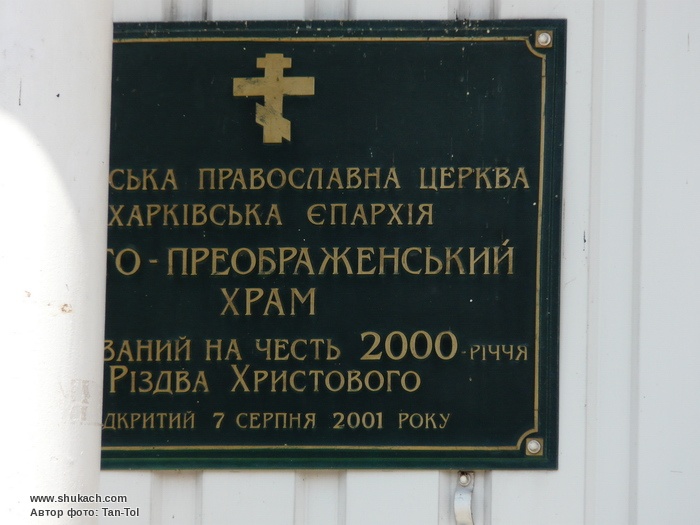 СЬКА ПРАВОСЛАВНА ЦЕРКВА
ХАРКІВСЬКА ЄПАРХІЯ
ТО-ПРЕОБРАЖЕНСЬКИЙ
ХРАМ
ВАНИЙ НА ЧЕСТЬ 2000-РІЧЧЯ
РІЗДВА ХРИСТОВОГО
ДКРИТИЙ 7 СЕРПНЯ 2001 РОКУ
www.shukach.com
Автор фото: Tan-Tol